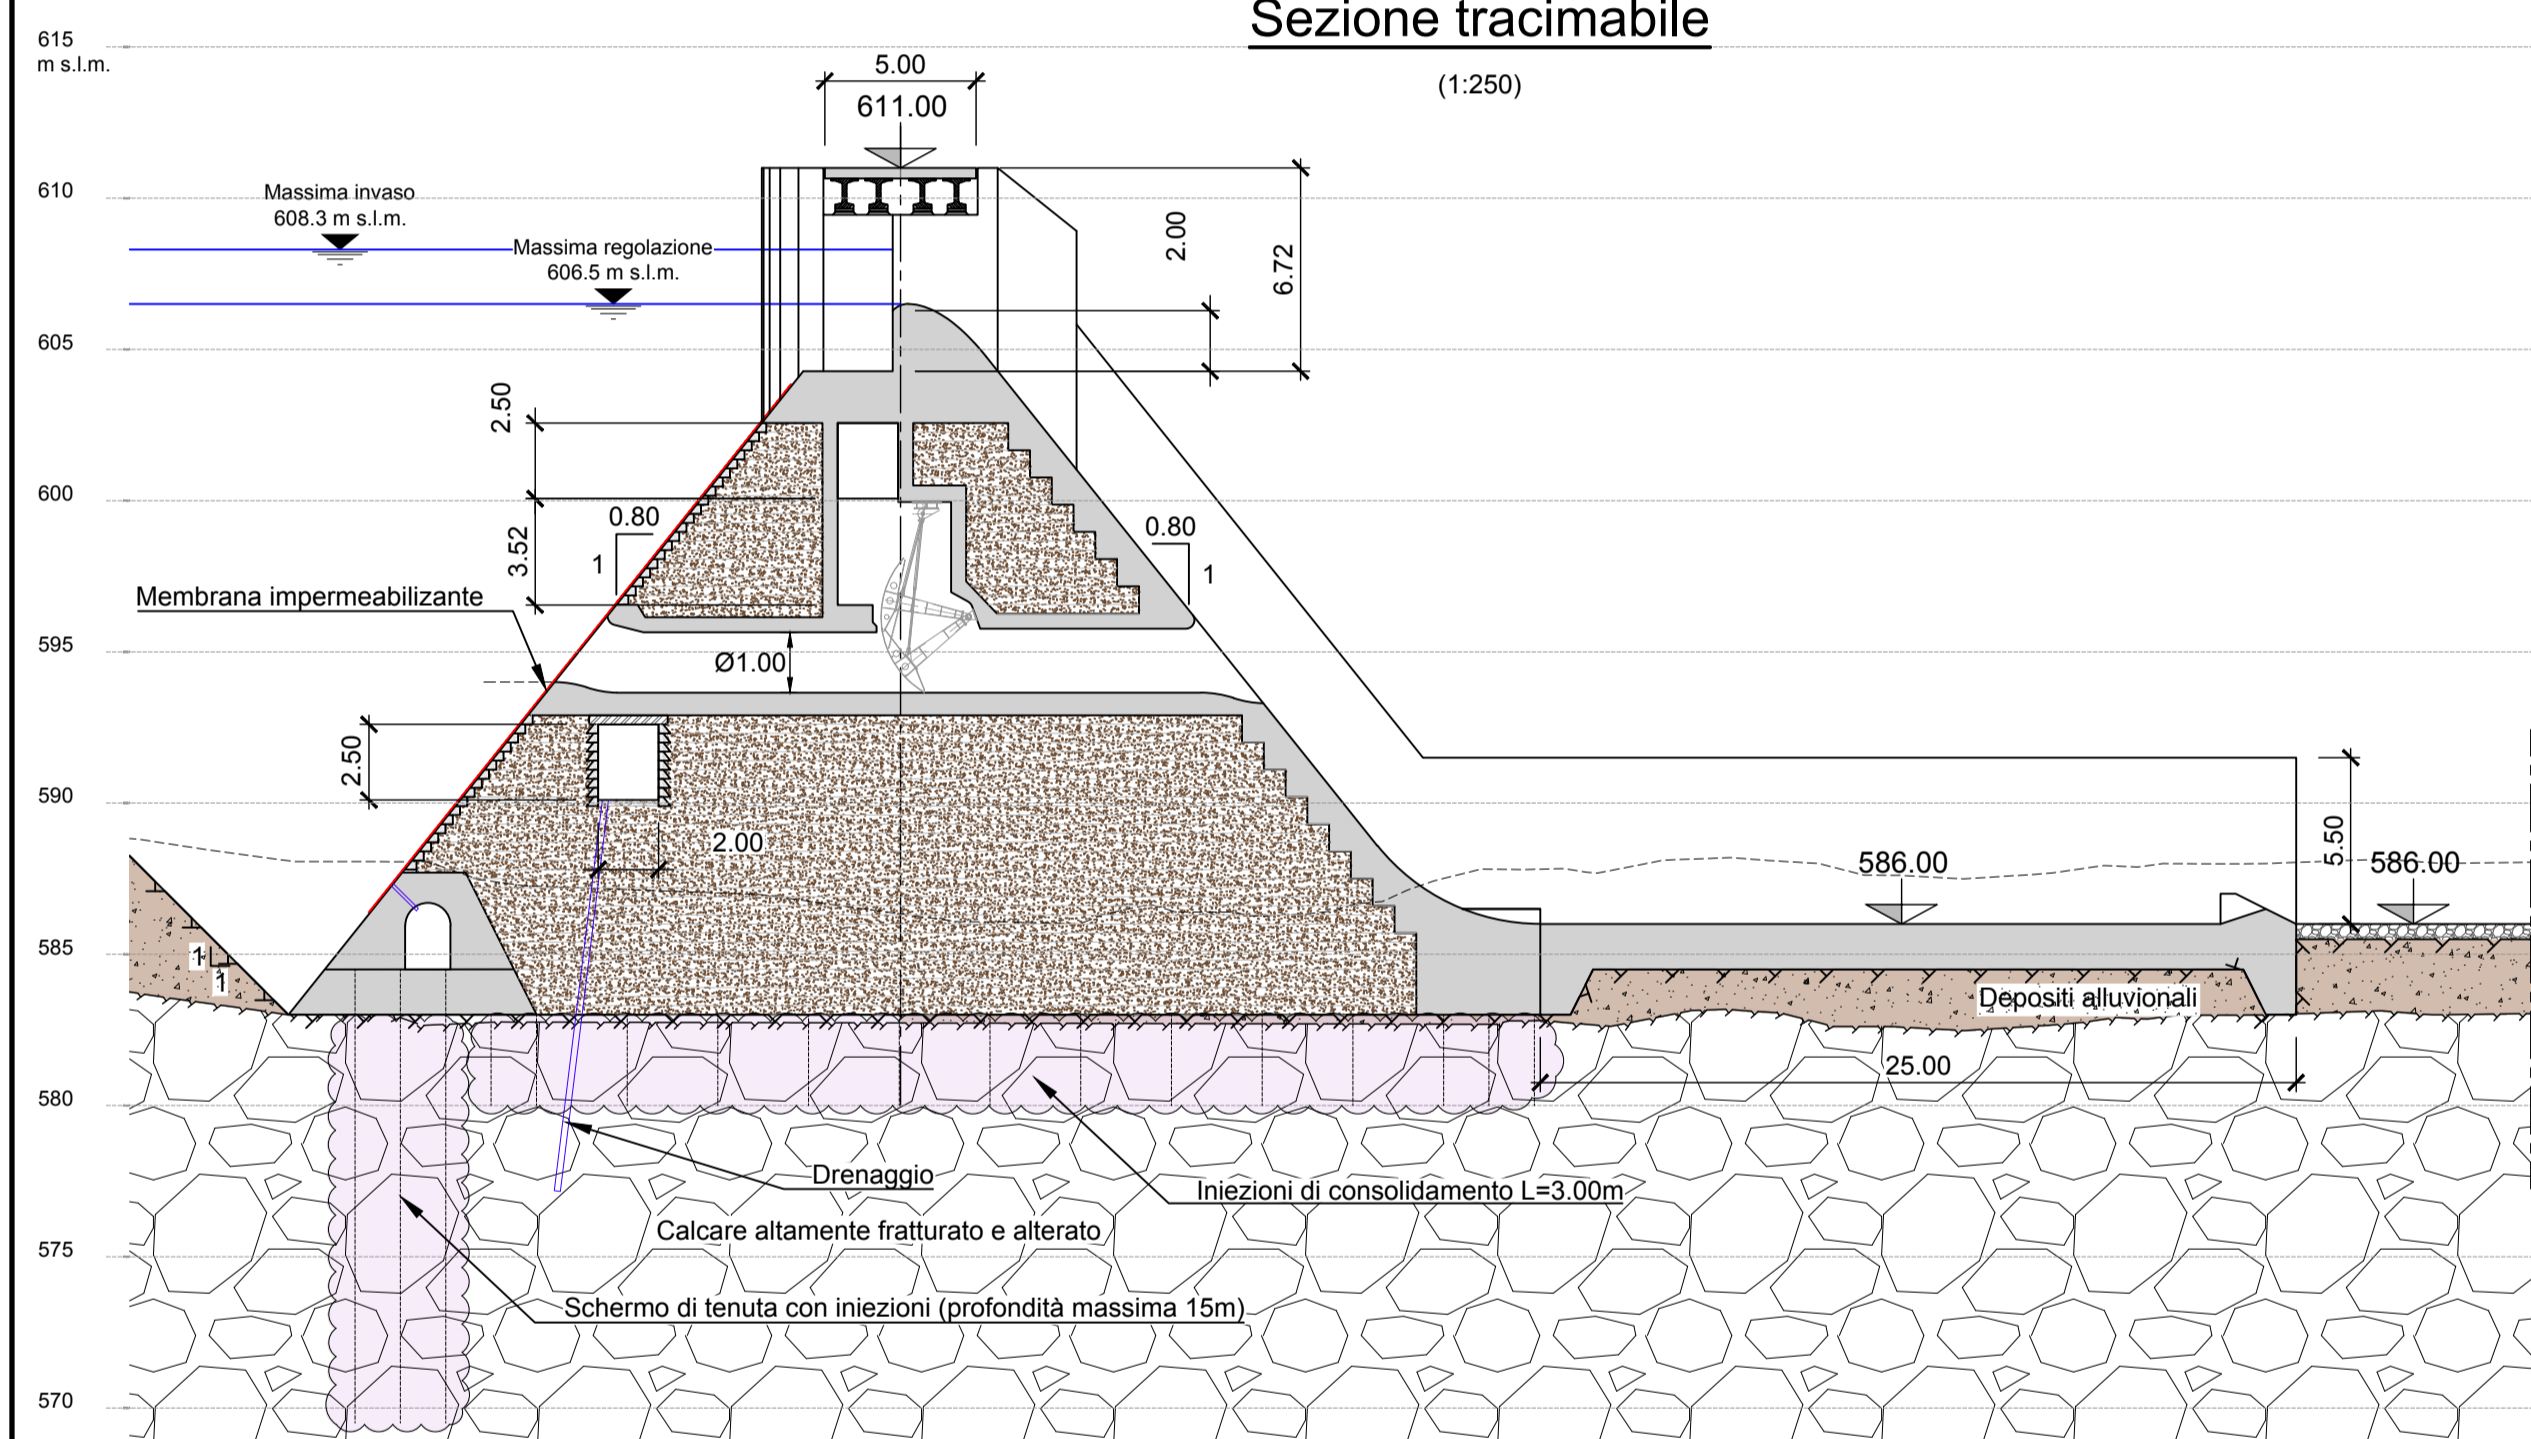 Sezione tracimabile
(1:250)
615
m s.l.m.
5.00
611.00
610
Massima invaso
608.3 m s.l.m.
Massima regolazione
606.5 m s.l.m.
2.00
6.72
605
2.50
600
3.52
0.80
1
0.80
1
Membrana impermeabilizante
595
Ø1.00
2.50
590
2.00
5.50
586.00
586.00
585
1
1
Depositi alluvionali
25.00
580
Drenaggio
Iniezioni di consolidamento L=3.00m
Calcare altamente fratturato e alterato
575
Schermo di tenuta con iniezioni (profondità massima 15m)
570